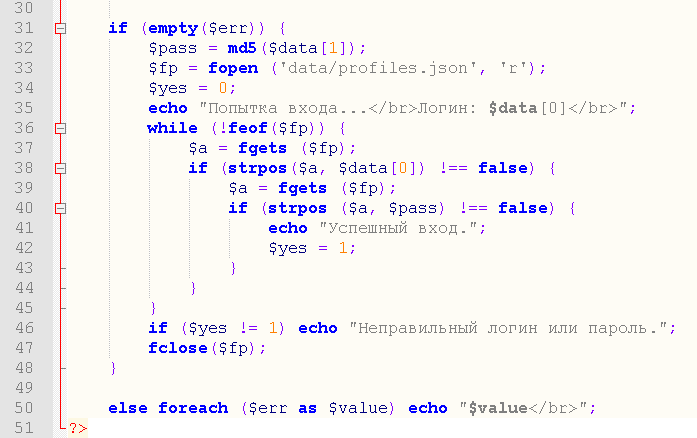 30
31 if (empty($err)) {
32 $pass = md5($data[1]);
33 $fp = fopen ('data/profiles.json', 'r');
34 $yes = 0;
35 echo "Попытка входа...</br>Логин: $data[0]</br>";
36 while (!feof($fp)) {
37 $a = fgets ($fp);
38 if (strpos($a, $data[0]) !== false) {
39 $a = fgets ($fp);
40 if (strpos ($a, $pass) !== false) {
41 echo "Успешный вход.";
42 $yes = 1;
43 }
44 }
45 }
46 if ($yes != 1) echo "Неправильный логин или пароль.";
47 fclose($fp);
48 }
49
50 else foreach ($err as $value) echo "$value</br>";
51 ?>